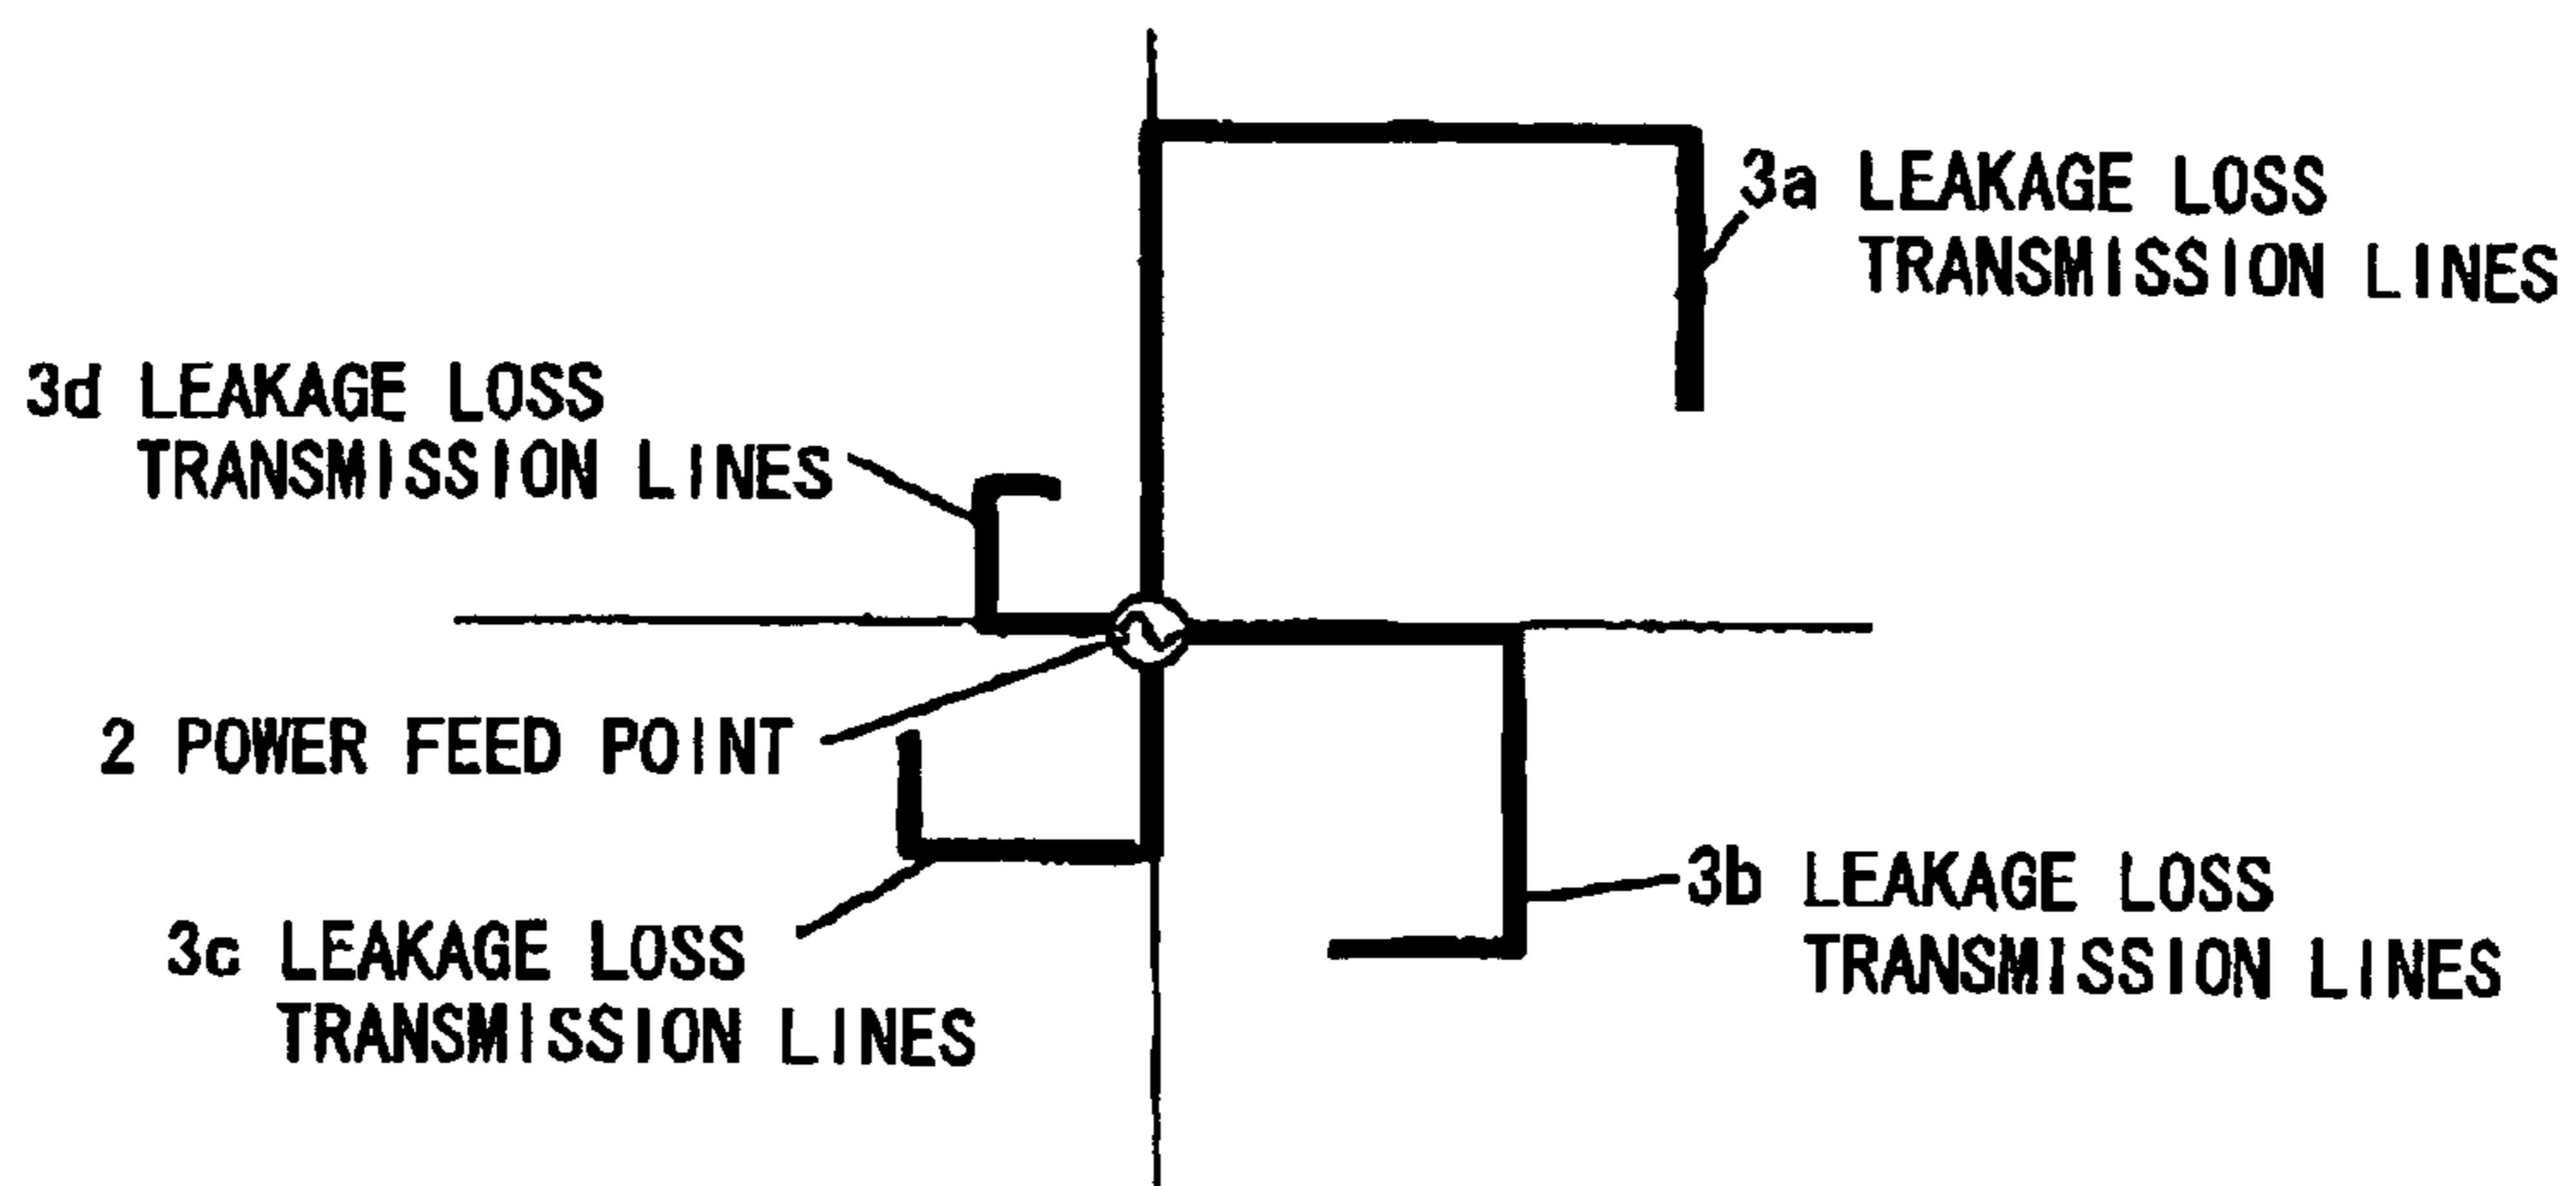 3a LEAKAGE LOSS
TRANSMISSION LINES
3d LEAKAGE LOSS
TRANSMISSION LINES
2 POWER FEED POINT
3b LEAKAGE LOSS
TRANSMISSION LINES
3c LEAKAGE LOSS
TRANSMISSION LINES